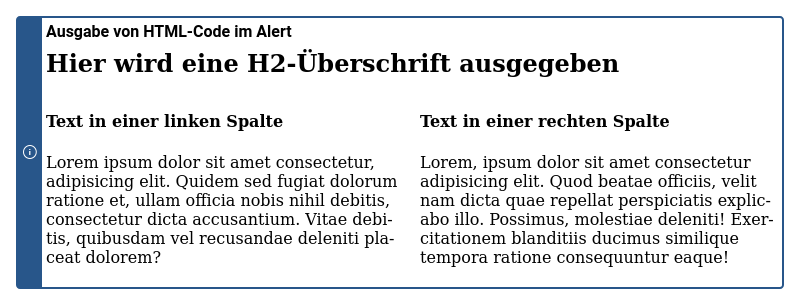 Ausgabe von HTML-Code im Alert
Hier wird eine H2-Überschrift ausgegeben
Text in einer linken Spalte
Lorem ipsum dolor sit amet consectetur,
adipisicing elit. Quidem sed fugiat dolorum
ratione et, ullam officia nobis nihil debitis,
consectetur dicta accusantium. Vitae debi-
tis, quibusdam vel recusandae deleniti pla-
ceat dolorem?
Text in einer rechten Spalte
Lorem, ipsum dolor sit amet consectetur
adipisicing elit. Quod beatae officiis, velit
nam dicta quae repellat perspiciatis explic-
abo illo. Possimus, molestiae deleniti! Exer-
citationem blanditiis ducimus similique
tempora ratione consequuntur eaque!